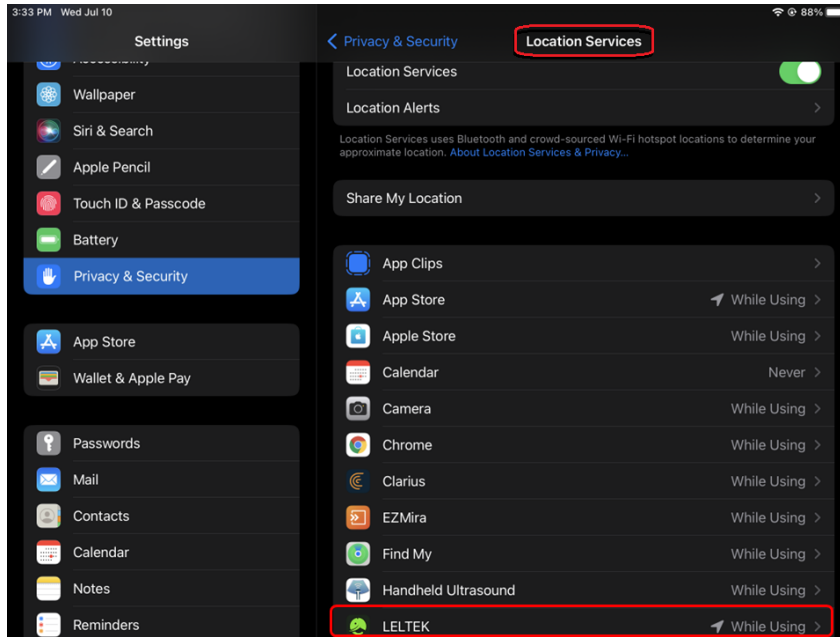 3:33 PM Wed Jul 10
88%
Settings
Wallpaper
Siri & Search
Apple Pencil
Touch ID & Passcode
Battery
Privacy & Security
App Store
Wallet & Apple Pay
Passwords
Mail
Contacts
Calendar
Notes
Reminders
Privacy & Security
Location Services
Location Services
Location Alerts
Location Services uses Bluetooth and crowd-sourced Wi-Fi hotspot locations to determine your
approximate location. About Location Services & Privacy...
Share My Location
App Clips
App Store While Using
Apple Store While Using
Calendar Never
Camera While Using
Chrome While Using
Clarius While Using
EZMira While Using
Find My While Using
Handheld Ultrasound While Using
LELTEK While Using